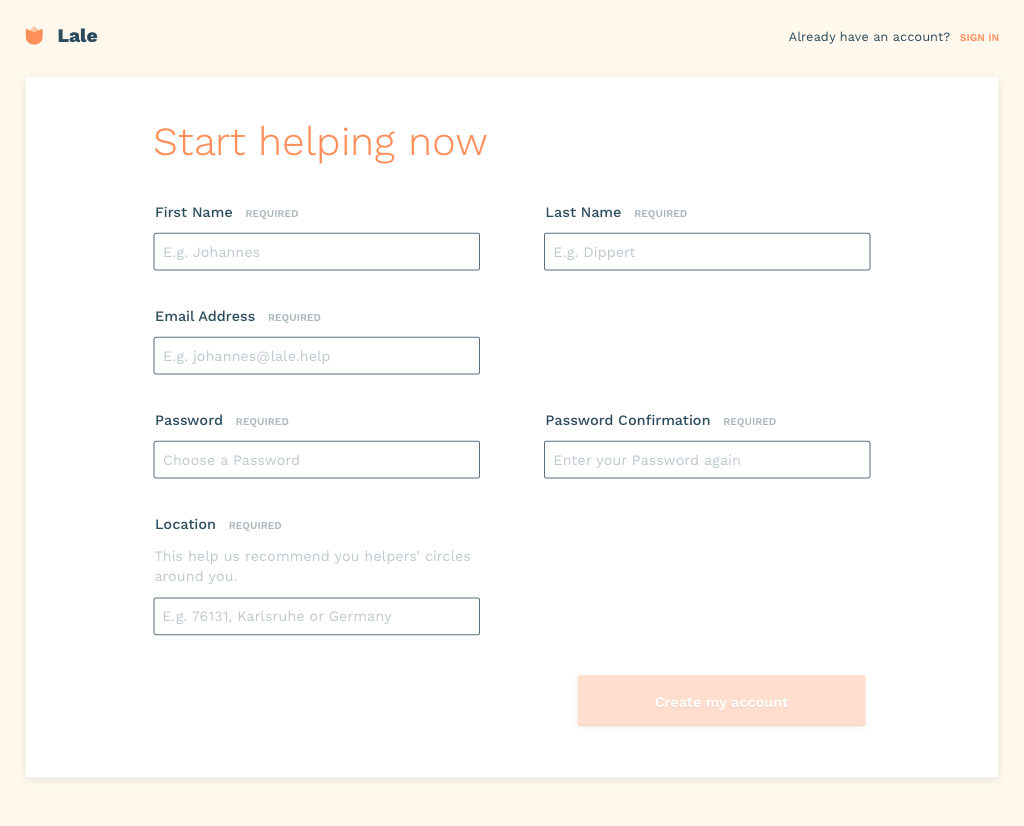 Lale
Already have an account? SIGN IN
Start helping now
First Name REQUIRED
Last Name REQUIRED
E.g. Johannes
E.g. Dippert
Email Address REQUIRED
E.g. johannes@lale.help
Password REQUIRED
Password Confirmation REQUIRED
Choose a Password
Enter your Password again
Location REQUIRED
This help us recommend you helpers' circles
around you.
E.g. 76131, Karlsruhe or Germany
Create my account